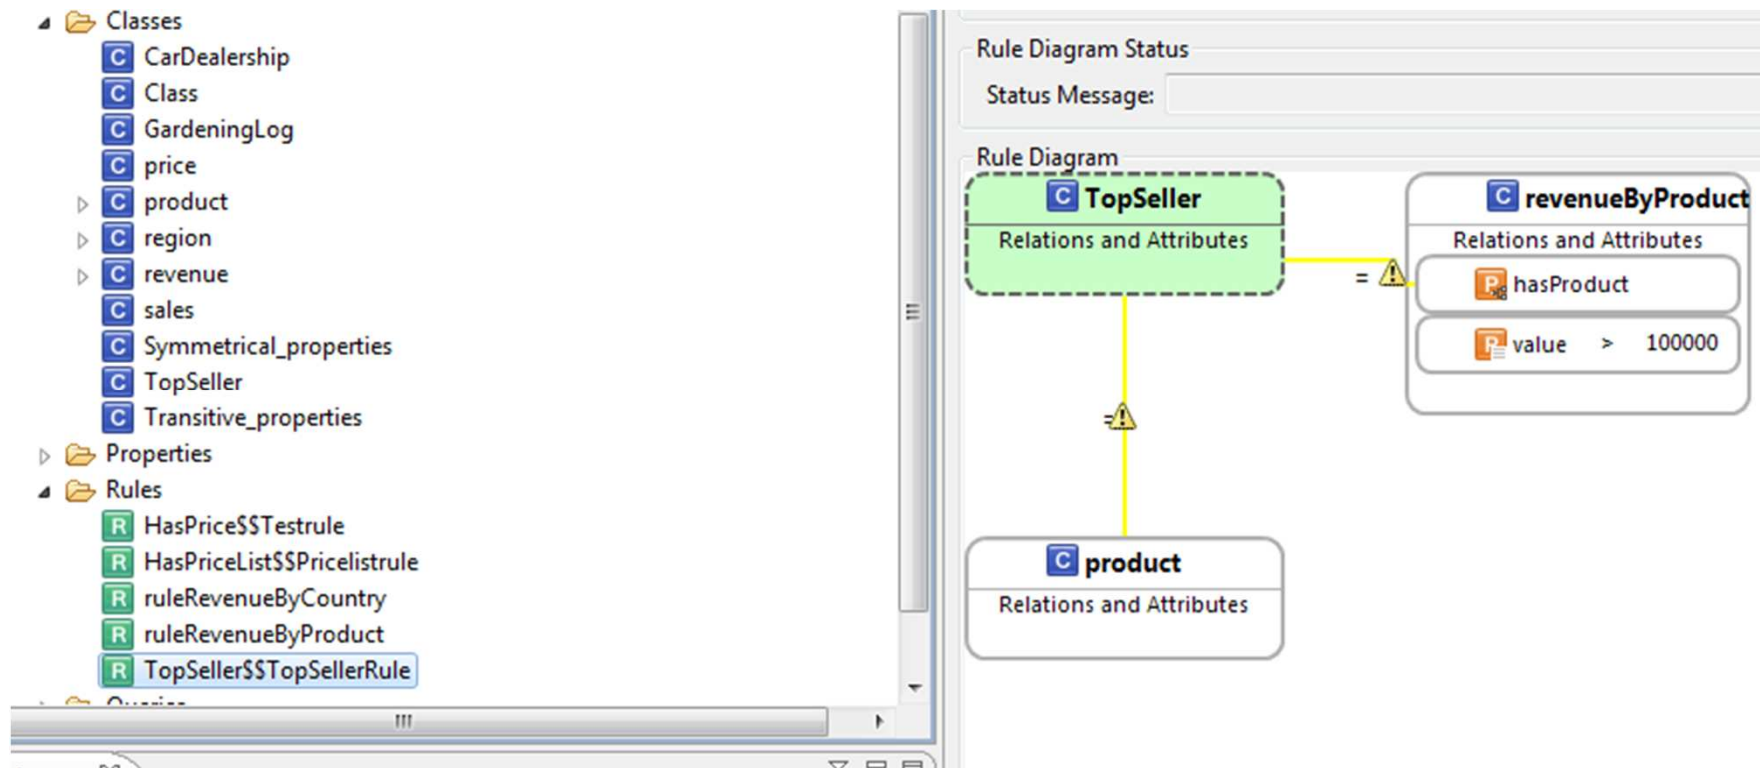 Classes
CarDealership
Class
GardeningLog
price
product
region
revenue
sales
Symmetrical_properties
TopSeller
Transitive_properties
Properties
Rules
HasPrice$$Testrule
HasPriceList$$Pricelistrule
ruleRevenueByCountry
ruleRevenueByProduct
TopSeller$$TopSellerRule
Rule Diagram Status
Status Message:
Rule Diagram
TopSeller
Relations and Attributes
=
revenueByProduct
Relations and Attributes
hasProduct
value > 100000
=
product
Relations and Attributes